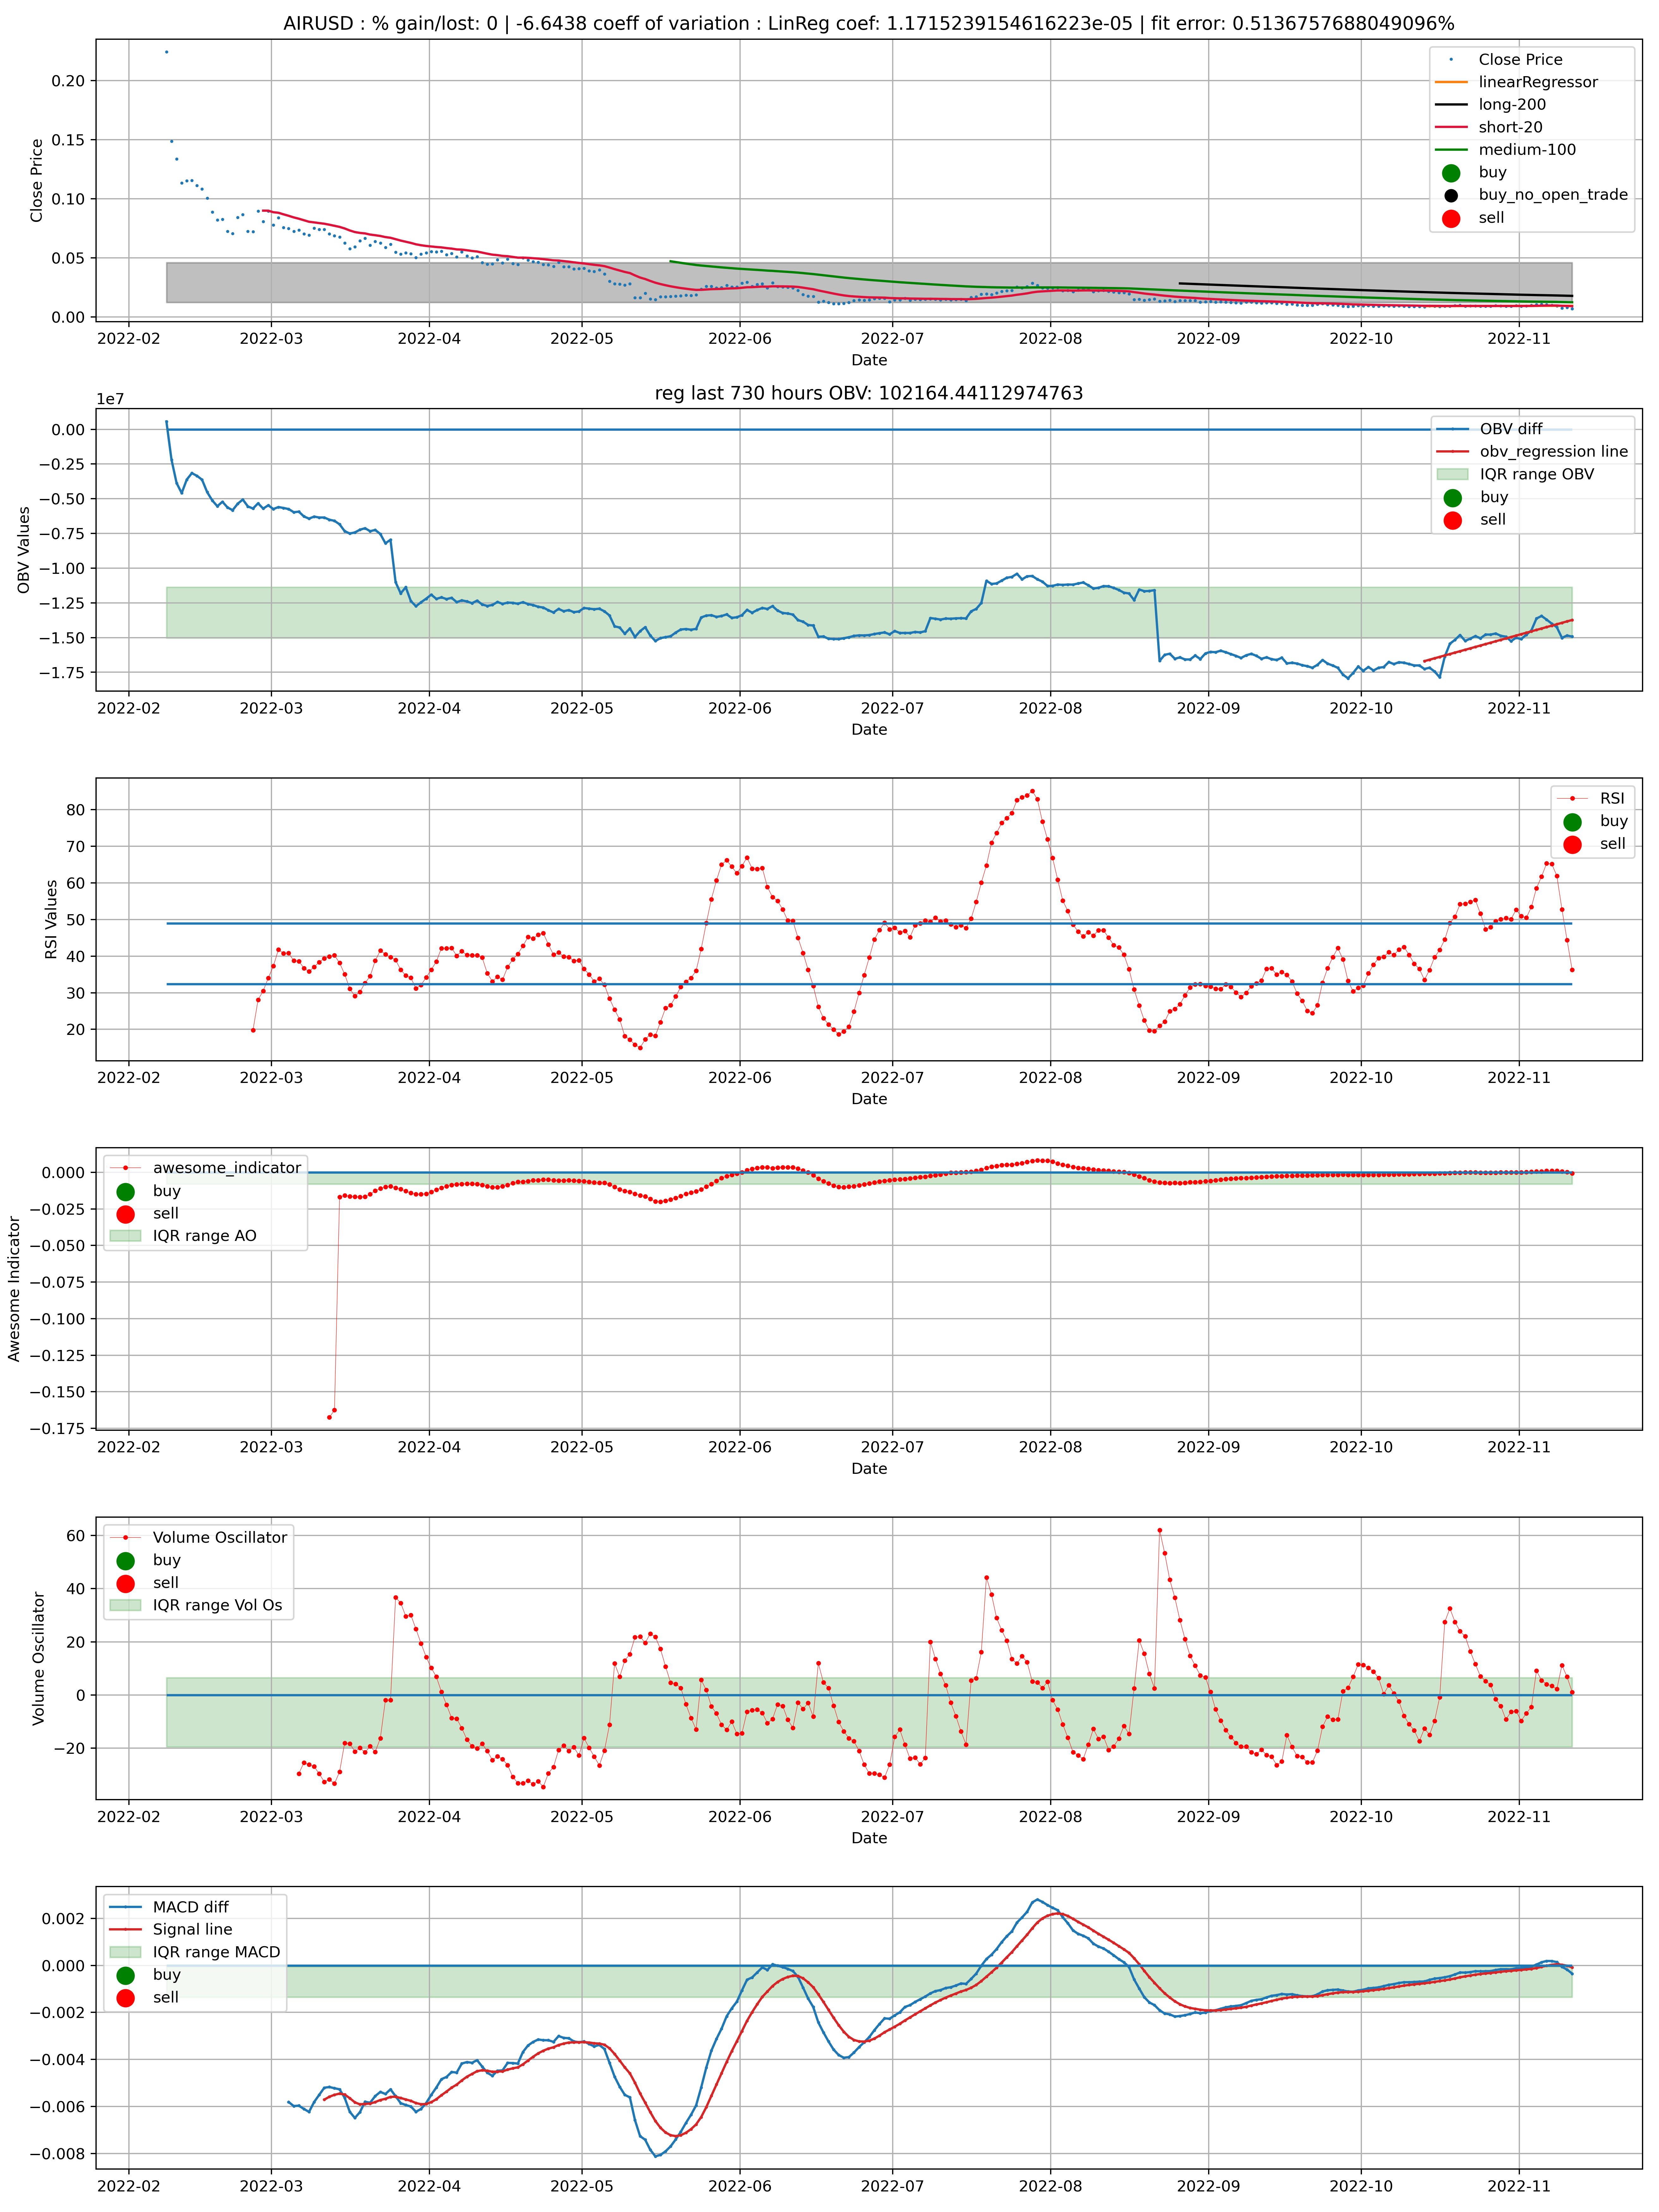 AIRUSD : % gain/lost: 0 | -6.6438 coeff of variation : LinReg coef: 1.1715239154616223e-05 | fit error: 0.5136757688049096%
Close Price
0.20
0.15
0.10
0.05
0.00
Close Price
linearRegressor
long-200
short-20
medium-100
buy
buy_no_open_trade
sell
2022-02 2022-03 2022-04 2022-05 2022-06 2022-07 2022-08 2022-09 2022-10 2022-11
Date
reg last 730 hours OBV: 102164.44112974763
1e7
OBV Values
0.00
−0.25
−0.50
−0.75
−1.00
−1.25
−1.50
−1.75
OBV diff
obv_regression line
IQR range OBV
buy
sell
2022-02 2022-03 2022-04 2022-05 2022-06 2022-07 2022-08 2022-09 2022-10 2022-11
Date
RSI Values
80
70
60
50
40
30
20
RSI
buy
sell
2022-02 2022-03 2022-04 2022-05 2022-06 2022-07 2022-08 2022-09 2022-10 2022-11
Date
Awesome Indicator
0.000
−0.025
−0.050
−0.075
−0.100
−0.125
−0.150
−0.175
awesome_indicator
buy
sell
IQR range AO
2022-02 2022-03 2022-04 2022-05 2022-06 2022-07 2022-08 2022-09 2022-10 2022-11
Date
Volume Oscillator
60
40
20
0
−20
Volume Oscillator
buy
sell
IQR range Vol Os
2022-02 2022-03 2022-04 2022-05 2022-06 2022-07 2022-08 2022-09 2022-10 2022-11
Date
0.002
0.000
−0.002
−0.004
−0.006
−0.008
MACD diff
Signal line
IQR range MACD
buy
sell
2022-02 2022-03 2022-04 2022-05 2022-06 2022-07 2022-08 2022-09 2022-10 2022-11